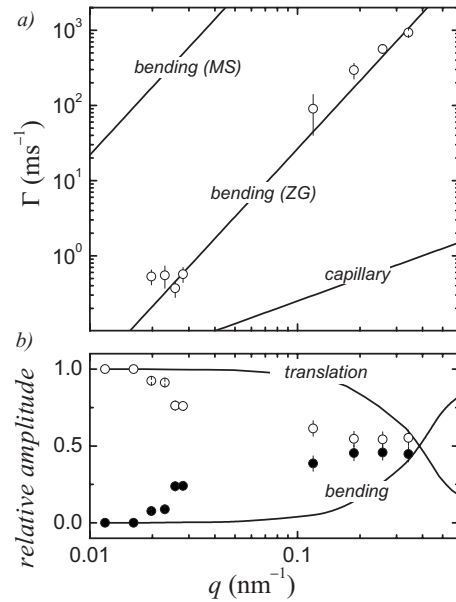 a)
10³
bending (MS)
10²
Γ (ms⁻¹)
10¹
bending (ZG)
10⁰
capillary
b)
1.0
translation
relative amplitude
0.5
bending
0.0
0.01
0.1
q (nm⁻¹)